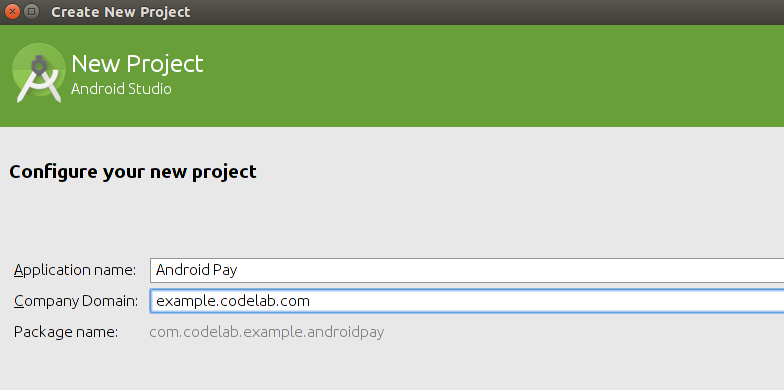 Create New Project
New Project
Android Studio
Configure your new project
Application name: Android Pay
Company Domain: example.codelab.com
Package name: com.codelab.example.androidpay